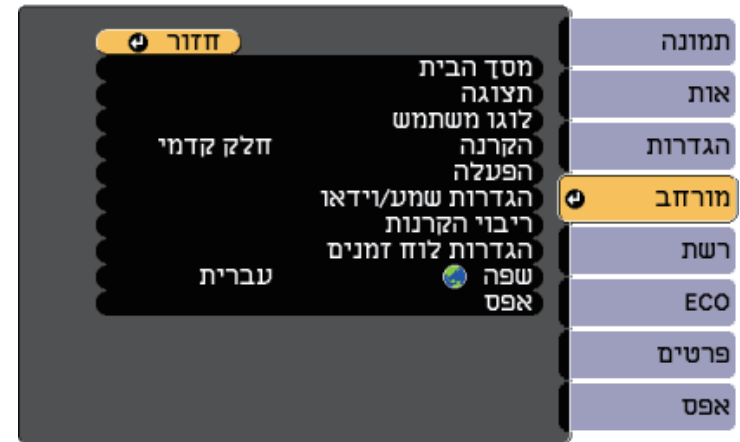 תמונה
אות
הגדרות
מורחב
רשת
ECO
פרטים
אפס
חזור
מסך הבית
תצוגה
לוגו משתמש
הקרנה חלק קדמי
הפעלה
הגדרות שמע/וידאו
ריבוי הקרנות
הגדרות לוח זמנים
שפה עברית
אפס